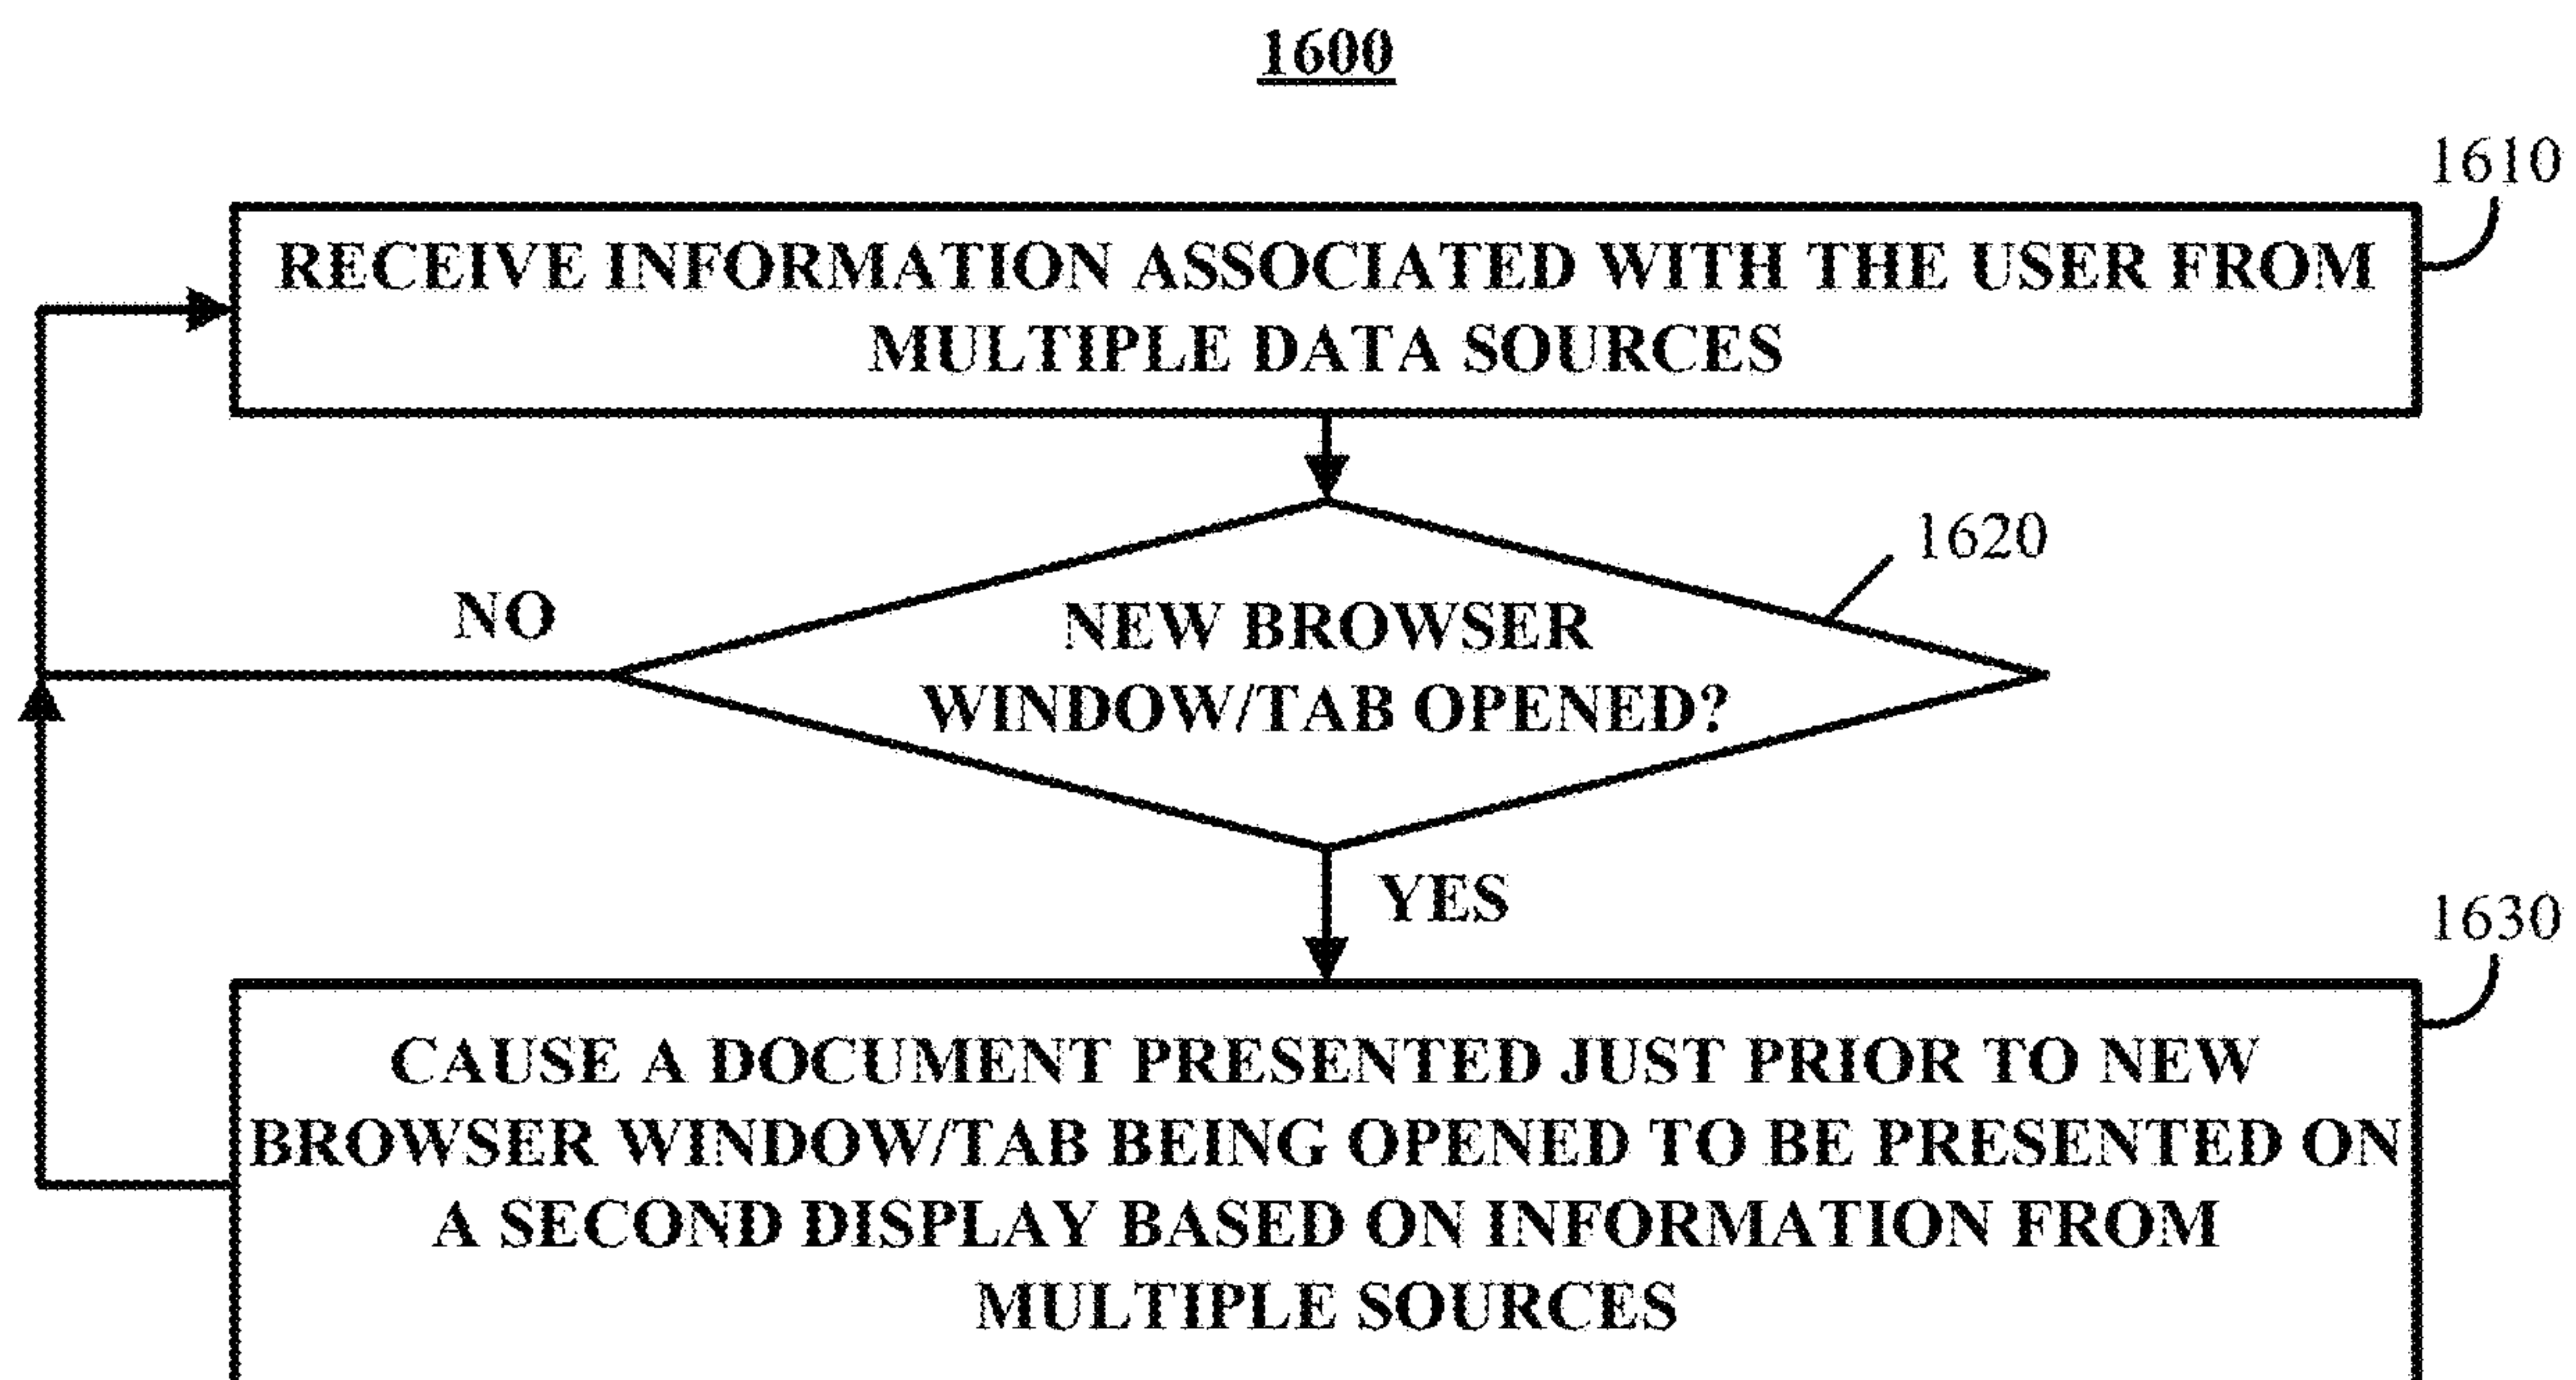 1600
1610
RECEIVE INFORMATION ASSOCIATED WITH THE USER FROM
MULTIPLE DATA SOURCES
1620
NO
NEW BROWSER
WINDOW/TAB OPENED?
YES
1630
CAUSE A DOCUMENT PRESENTED JUST PRIOR TO NEW
BROWSER WINDOW/TAB BEING OPENED TO BE PRESENTED ON
A SECOND DISPLAY BASED ON INFORMATION FROM
MULTIPLE SOURCES